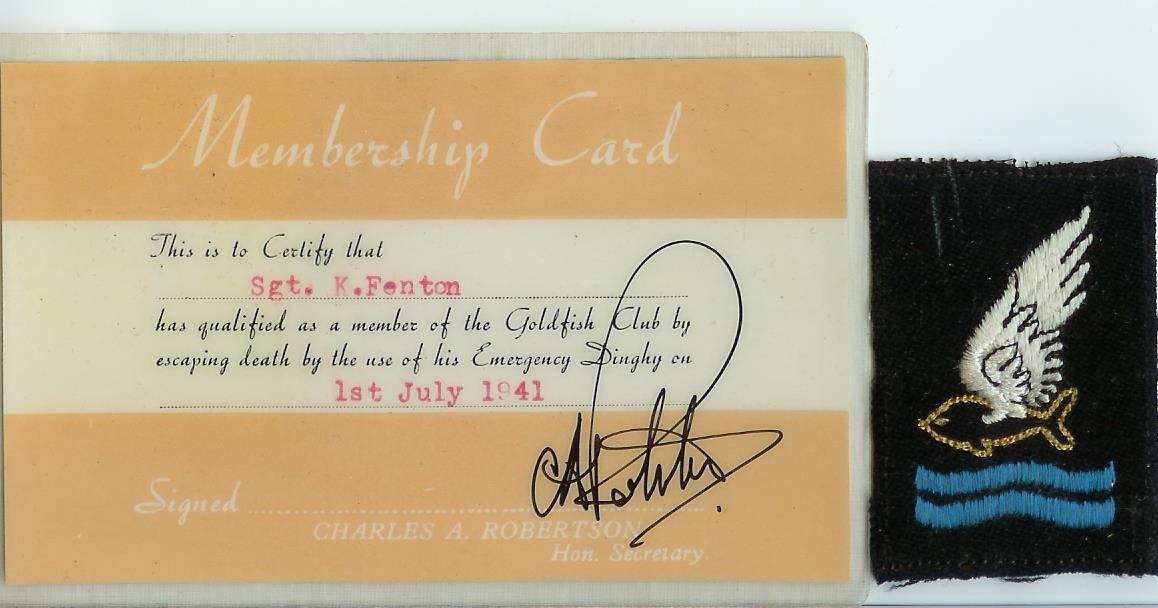 Membership Card
This is to Certify that
Sgt. K.Fenton
has qualified as a member of the Goldfish Club by
escaping death by the use of his Emergency Dinghy on
1st July 1941
Signed
CHARLES A. ROBERTSON
Hon. Secretary